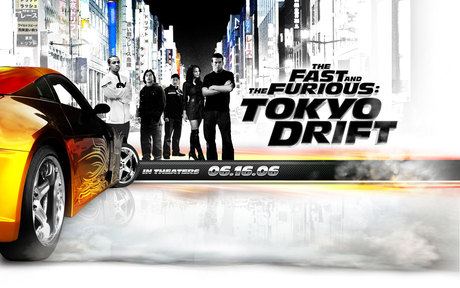 THE
FAST AND
THE FURIOUS:
TOKYO
DRIFT
IN THEATERS 06.16.06